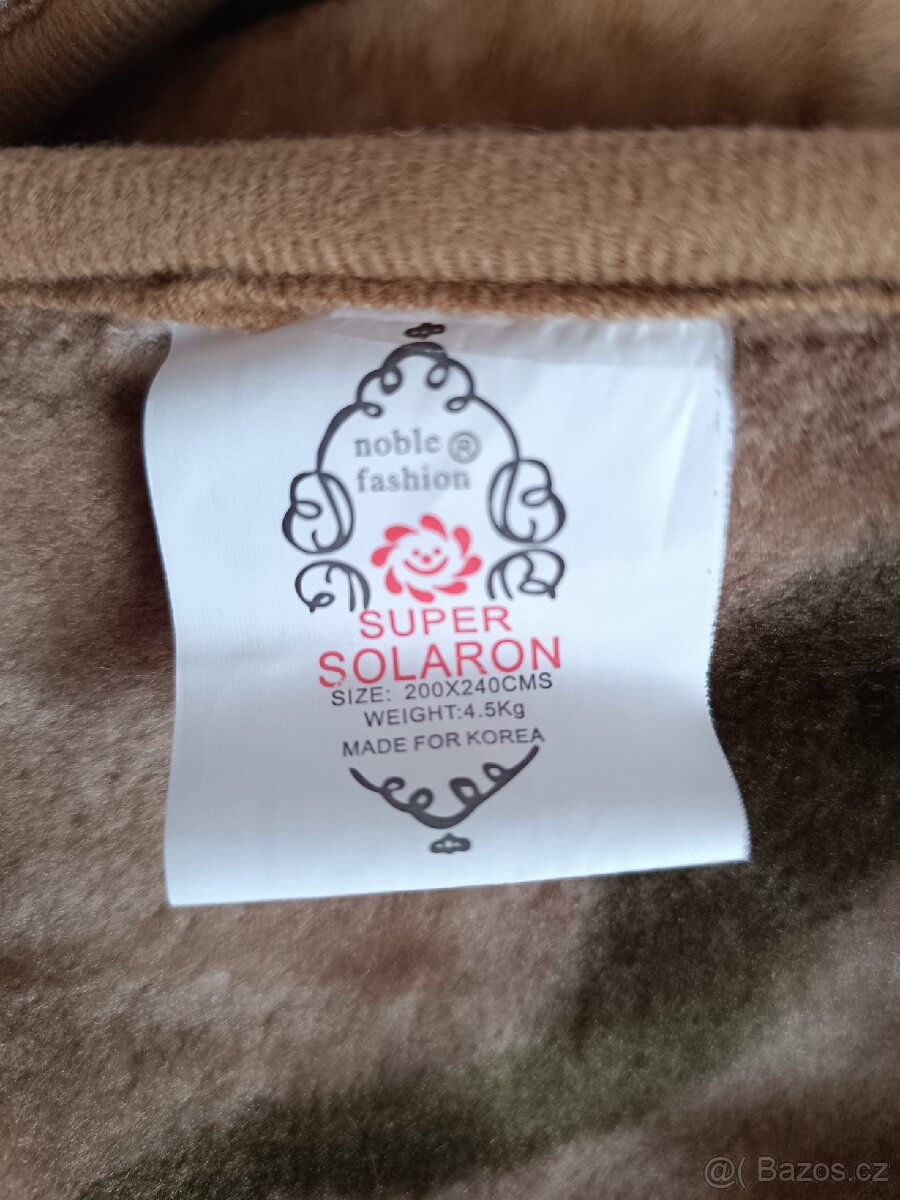 noble ®
fashion
SUPER
SOLARON
SIZE: 200X240CMS
WEIGHT:4.5Kg
MADE FOR KOREA
@( Bazos.cz